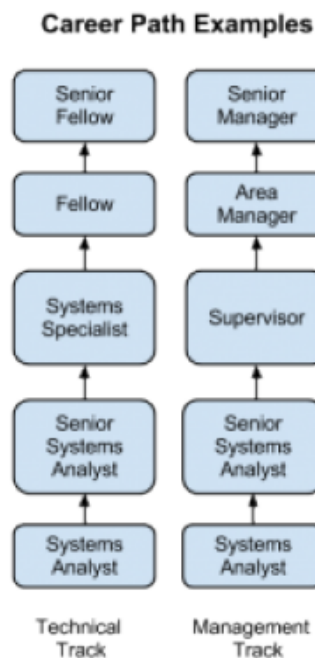 Career Path Examples
Senior
Fellow
Fellow
Systems
Specialist
Senior
Systems
Analyst
Systems
Analyst
Technical
Track
Senior
Manager
Area
Manager
Supervisor
Senior
Systems
Analyst
Systems
Analyst
Management
Track